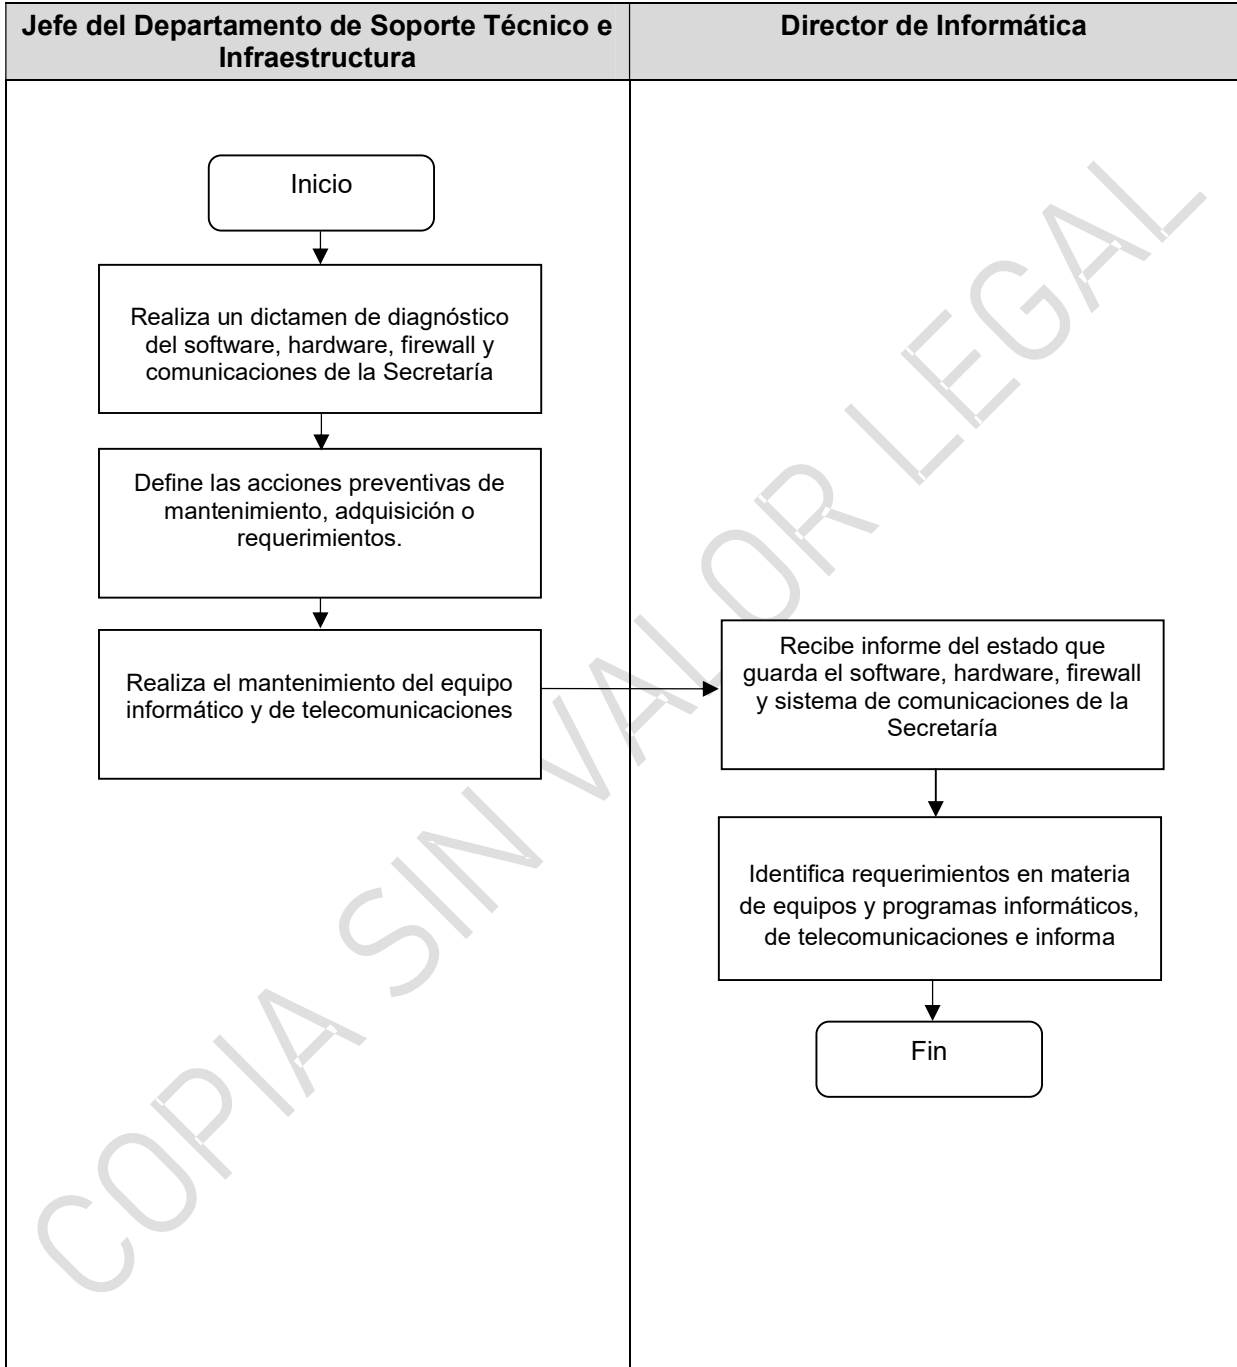 Jefe del Departamento de Soporte Técnico e
Infraestructura
Director de Informática
Inicio
Realiza un dictamen de diagnóstico
del software, hardware, firewall y
comunicaciones de la Secretaría
Define las acciones preventivas de
mantenimiento, adquisición o
requerimientos.
Realiza el mantenimiento del equipo
informático y de telecomunicaciones
Recibe informe del estado que
guarda el software, hardware, firewall
y sistema de comunicaciones de la
Secretaría
Identifica requerimientos en materia
de equipos y programas informáticos,
de telecomunicaciones e informa
Fin
COPIA SIN VALOR LEGAL